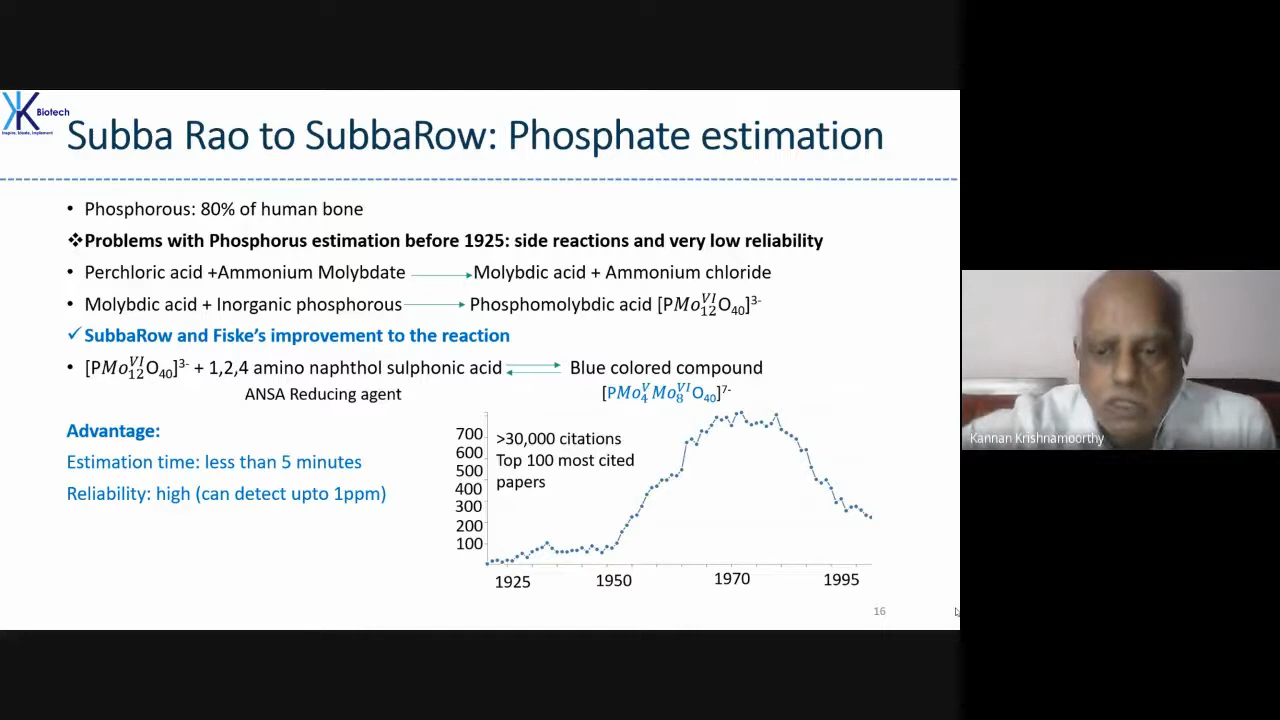 Biotech
Inspire, Ideate, Implement
Subba Rao to SubbaRow: Phosphate estimation
• Phosphorous: 80% of human bone
❖Problems with Phosphorus estimation before 1925: side reactions and very low reliability
• Perchloric acid +Ammonium Molybdate → Molybdic acid + Ammonium chloride
• Molybdic acid + Inorganic phosphorous → Phosphomolybdic acid [PMo₁₂^VI O₄₀]³⁻
✓SubbaRow and Fiske's improvement to the reaction
• [PMo₁₂^VI O₄₀]³⁻ + 1,2,4 amino naphthol sulphonic acid ⇄ Blue colored compound
ANSA Reducing agent [PMo₄^V Mo₈^VI O₄₀]⁷⁻
Advantage:
Estimation time: less than 5 minutes
Reliability: high (can detect upto 1ppm)
>30,000 citations
Top 100 most cited
papers
700
600
500
400
300
200
100
1925 1950 1970 1995
16
Kannan Krishnamoorthy